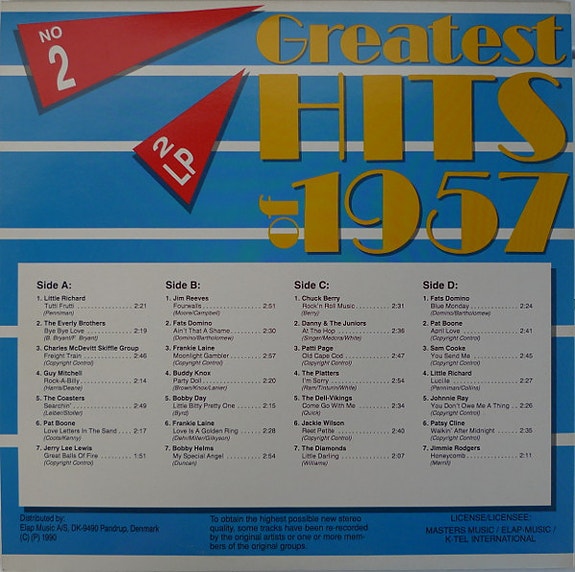 NO
2
2
LP
Greatest
HITS
of 1957
Side A:
1. Little Richard
Tutti Frutti 2:21
(Penniman)
2. The Everly Brothers
Bye Bye Love 2:19
(B. Bryant/F. Bryant)
3. Charles McDevitt Skiffle Group
Freight Train 2:46
(Copyright Control)
4. Guy Mitchell
Rock-A-Billy 2:14
(Harris/Deane)
5. The Coasters
Searchin' 2:49
(Leiber/Stoller)
6. Pat Boone
Love Letters In The Sand 2:17
(Coots/Kenny)
7. Jerry Lee Lewis
Great Balls Of Fire 1:51
(Copyright Control)
Side B:
1. Jim Reeves
Fourwalls 2:51
(Moore/Campbell)
2. Fats Domino
Ain't That A Shame 2:30
(Domino/Bartholomew)
3. Frankie Laine
Moonlight Gambler 2:57
(Copyright Control)
4. Buddy Knox
Party Doll 2:20
(Brown/Knox/Lanier)
5. Bobby Day
Little Bitty Pretty One 2:15
(Byrd)
6. Frankie Laine
Love Is A Golden Ring 2:28
(Dehr/Miller/Gilkyson)
7. Bobby Helms
My Special Angel 2:54
(Duncan)
Side C:
1. Chuck Berry
Rock'n Roll Music 2:31
(Berry)
2. Danny & The Juniors
At The Hop 2:36
(Singer/Medora/White)
3. Patti Page
Old Cape Cod 2:47
(Copyright Control)
4. The Platters
I'm Sorry 2:54
(Ram/Tinturin/White)
5. The Dell-Vikings
Come Go With Me 2:34
(Quick)
6. Jackie Wilson
Reet Petite 2:40
(Copyright Control)
7. The Diamonds
Little Darling 2:07
(Williams)
Side D:
1. Fats Domino
Blue Monday 2:24
(Domino/Bartholomew)
2. Pat Boone
April Love 2:41
(Copyright Control)
3. Sam Cooke
You Send Me 2:45
(Copyright Control)
4. Little Richard
Lucille 2:27
(Penniman/Collins)
5. Johnnie Ray
You Don't Owe Me A Thing 2:26
(Copyright Control)
6. Patsy Cline
Walkin' After Midnight 2:35
(Copyright Control)
7. Jimmie Rodgers
Honeycomb 2:11
(Merril)
Distributed by:
Elap Music A/S, DK-9490 Pandrup, Denmark
(C) (P) 1990
To obtain the highest possible new stereo
quality, some tracks have been re-recorded
by the original artists or one or more mem-
bers of the original groups.
LICENSE/LICENSEE:
MASTERS MUSIC / ELAP-MUSIC /
K-TEL INTERNATIONAL